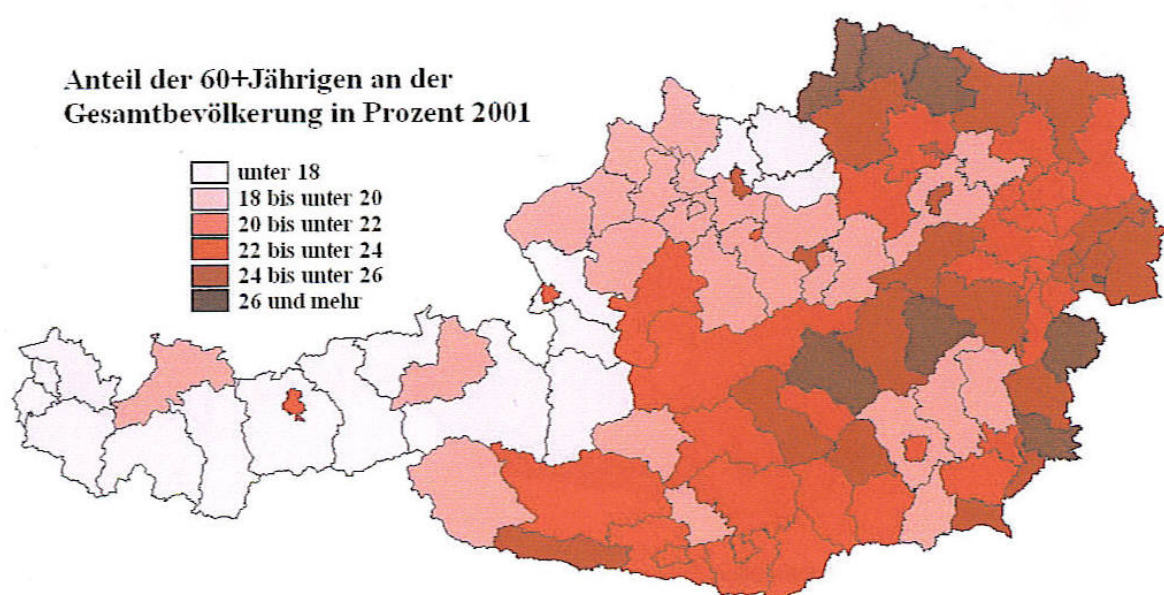 Anteil der 60+Jährigen an der
Gesamtbevölkerung in Prozent 2001
unter 18
18 bis unter 20
20 bis unter 22
22 bis unter 24
24 bis unter 26
26 und mehr